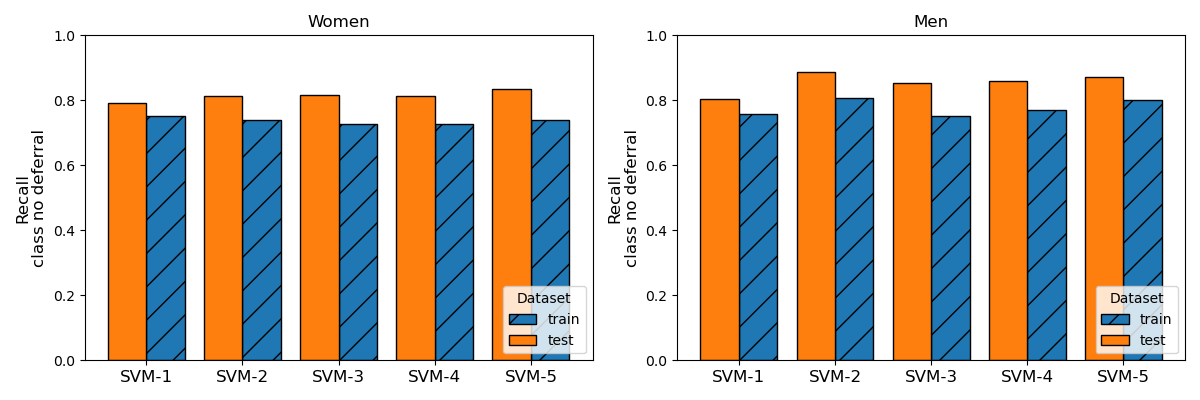 Women
1.0
0.8
0.6
0.4
0.2
0.0
Recall
class no deferral
SVM-1 SVM-2 SVM-3 SVM-4 SVM-5
Dataset
train
test
Men
1.0
0.8
0.6
0.4
0.2
0.0
Recall
class no deferral
SVM-1 SVM-2 SVM-3 SVM-4 SVM-5
Dataset
train
test